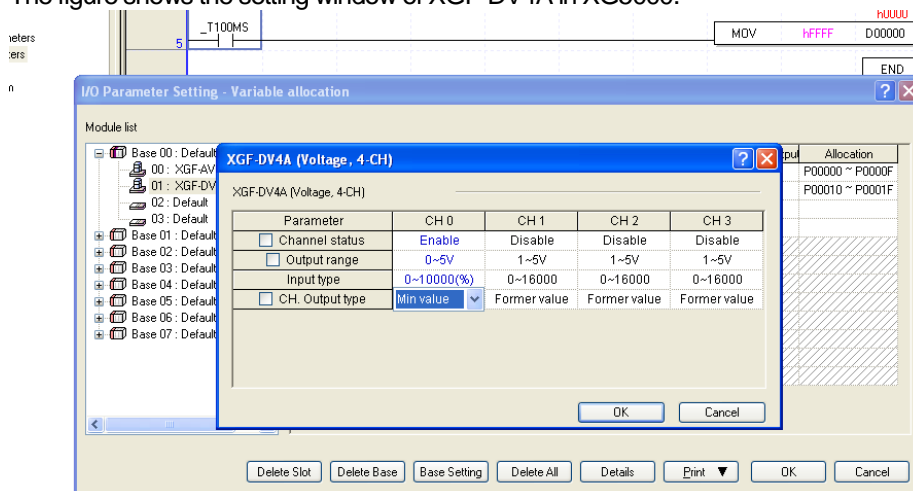 The figure shows the setting window of XGF-DV4A in XG5000.
_T100MS
5
MOV hFFFF D00000
END
I/O Parameter Setting - Variable allocation
Module list
Base 00 : Default
00 : XGF-AV
01 : XGF-DV
02 : Default
03 : Default
Base 01 : Default
Base 02 : Default
Base 03 : Default
Base 04 : Default
Base 05 : Default
Base 06 : Default
Base 07 : Default
Allocation
P00000 ~ P0000F
P00010 ~ P0001F
XGF-DV4A (Voltage, 4-CH)
XGF-DV4A (Voltage, 4-CH)
Parameter CH 0 CH 1 CH 2 CH 3
Channel status Enable Disable Disable Disable
Output range 0~5V 1~5V 1~5V 1~5V
Input type 0~10000(%) 0~16000 0~16000 0~16000
CH. Output type Min value Former value Former value Former value
OK Cancel
Delete Slot Delete Base Base Setting Delete All Details Print ▼ OK Cancel